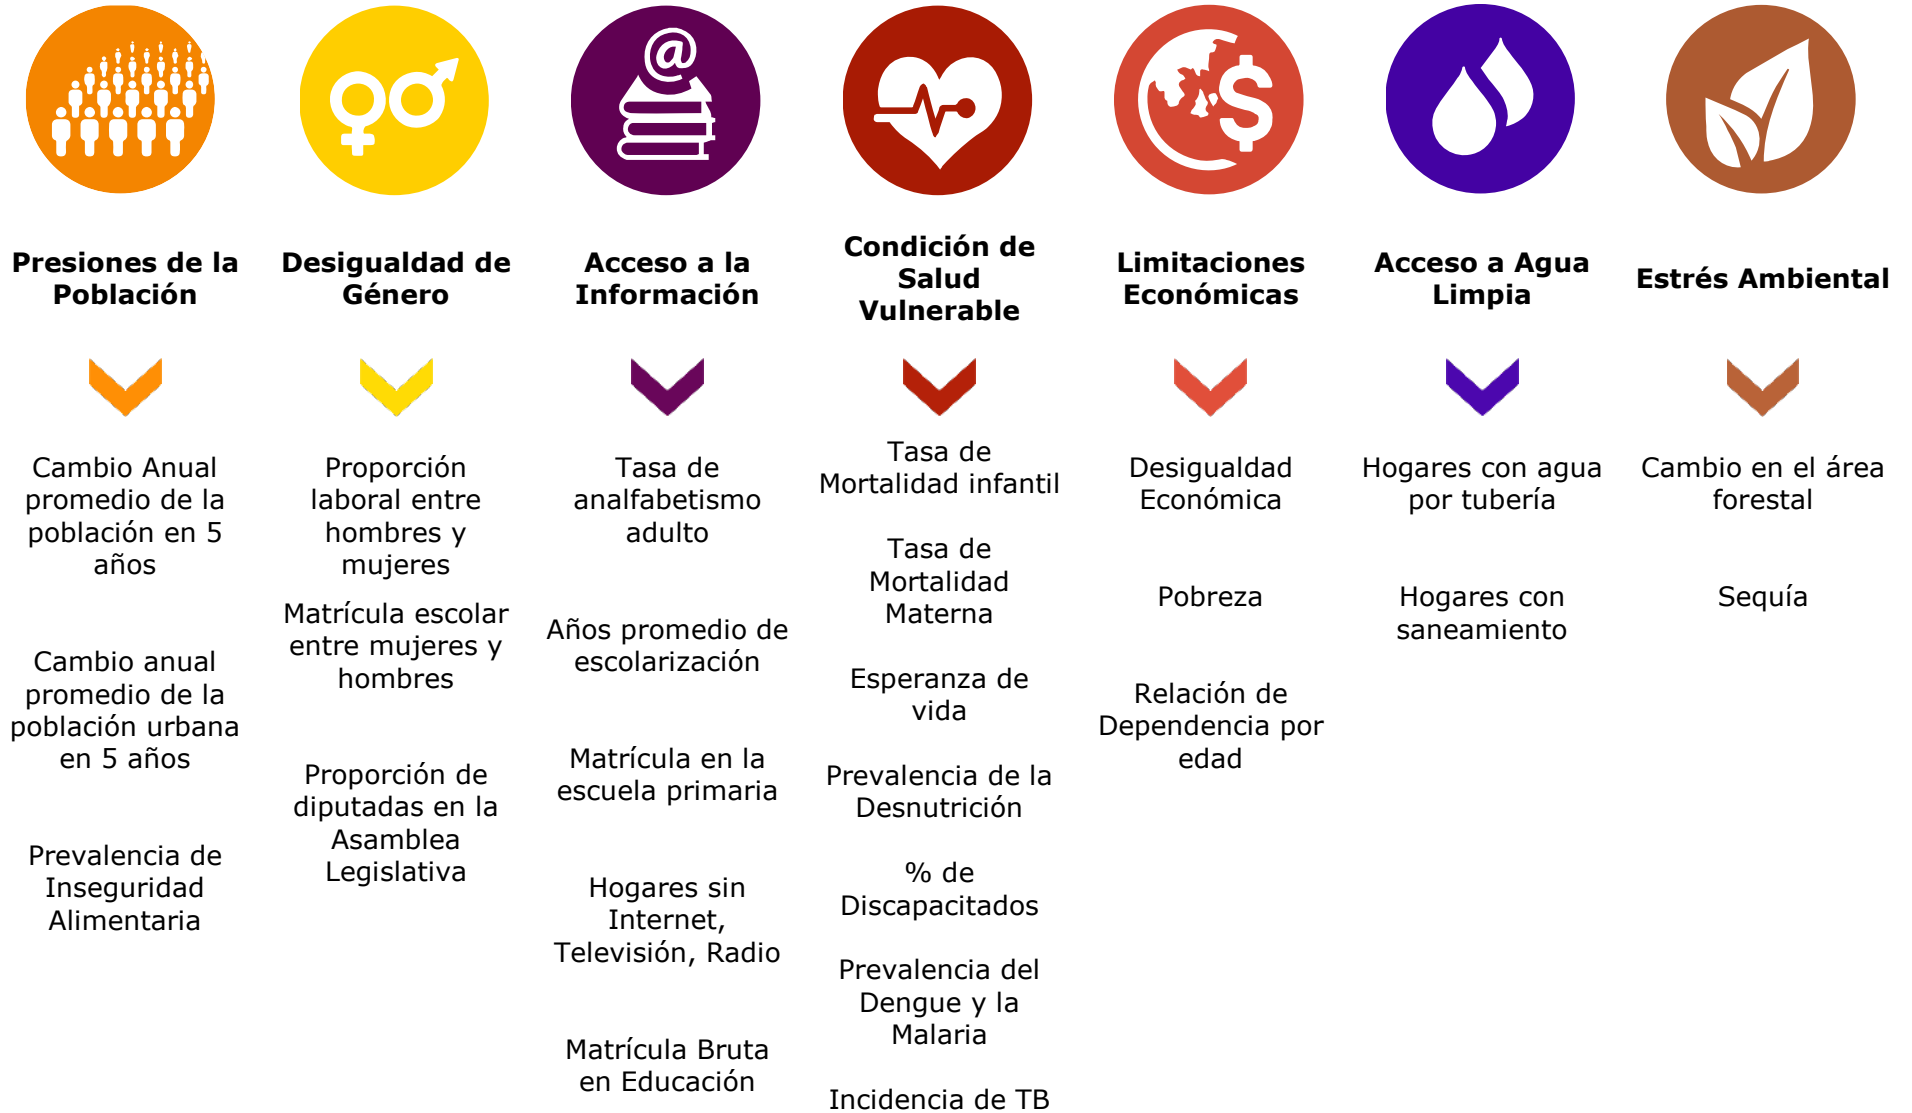 @
$
Presiones de la
Población
Desigualdad de
Género
Acceso a la
Información
Condición de
Salud
Vulnerable
Limitaciones
Económicas
Acceso a Agua
Limpia
Estrés Ambiental
Cambio Anual
promedio de la
población en 5
años
Cambio anual
promedio de la
población urbana
en 5 años
Prevalencia de
Inseguridad
Alimentaria
Proporción
laboral entre
hombres y
mujeres
Matrícula escolar
entre mujeres y
hombres
Proporción de
diputadas en la
Asamblea
Legislativa
Tasa de
analfabetismo
adulto
Años promedio de
escolarización
Matrícula en la
escuela primaria
Hogares sin
Internet,
Televisión, Radio
Matrícula Bruta
en Educación
Tasa de
Mortalidad infantil
Tasa de
Mortalidad
Materna
Esperanza de
vida
Prevalencia de la
Desnutrición
% de
Discapacitados
Prevalencia del
Dengue y la
Malaria
Incidencia de TB
Desigualdad
Económica
Pobreza
Relación de
Dependencia por
edad
Hogares con agua
por tubería
Hogares con
saneamiento
Cambio en el área
forestal
Sequía